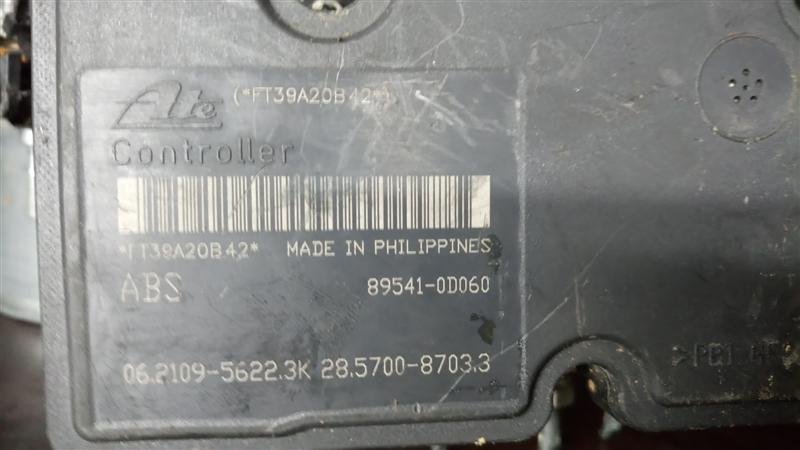 Ate (*FT39A20B42*)
Controller
*FT39A20B42* MADE IN PHILIPPINES
ABS 89541-0D060
06.2109-5622.3K 28.5700-8703.3